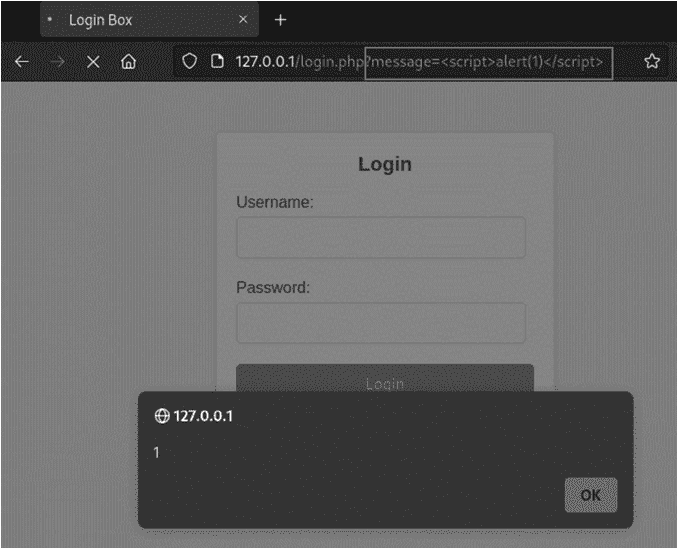 Login Box
127.0.0.1/login.php?message=<script>alert(1)</script>
Login
Username:
Password:
Login
127.0.0.1
1
OK